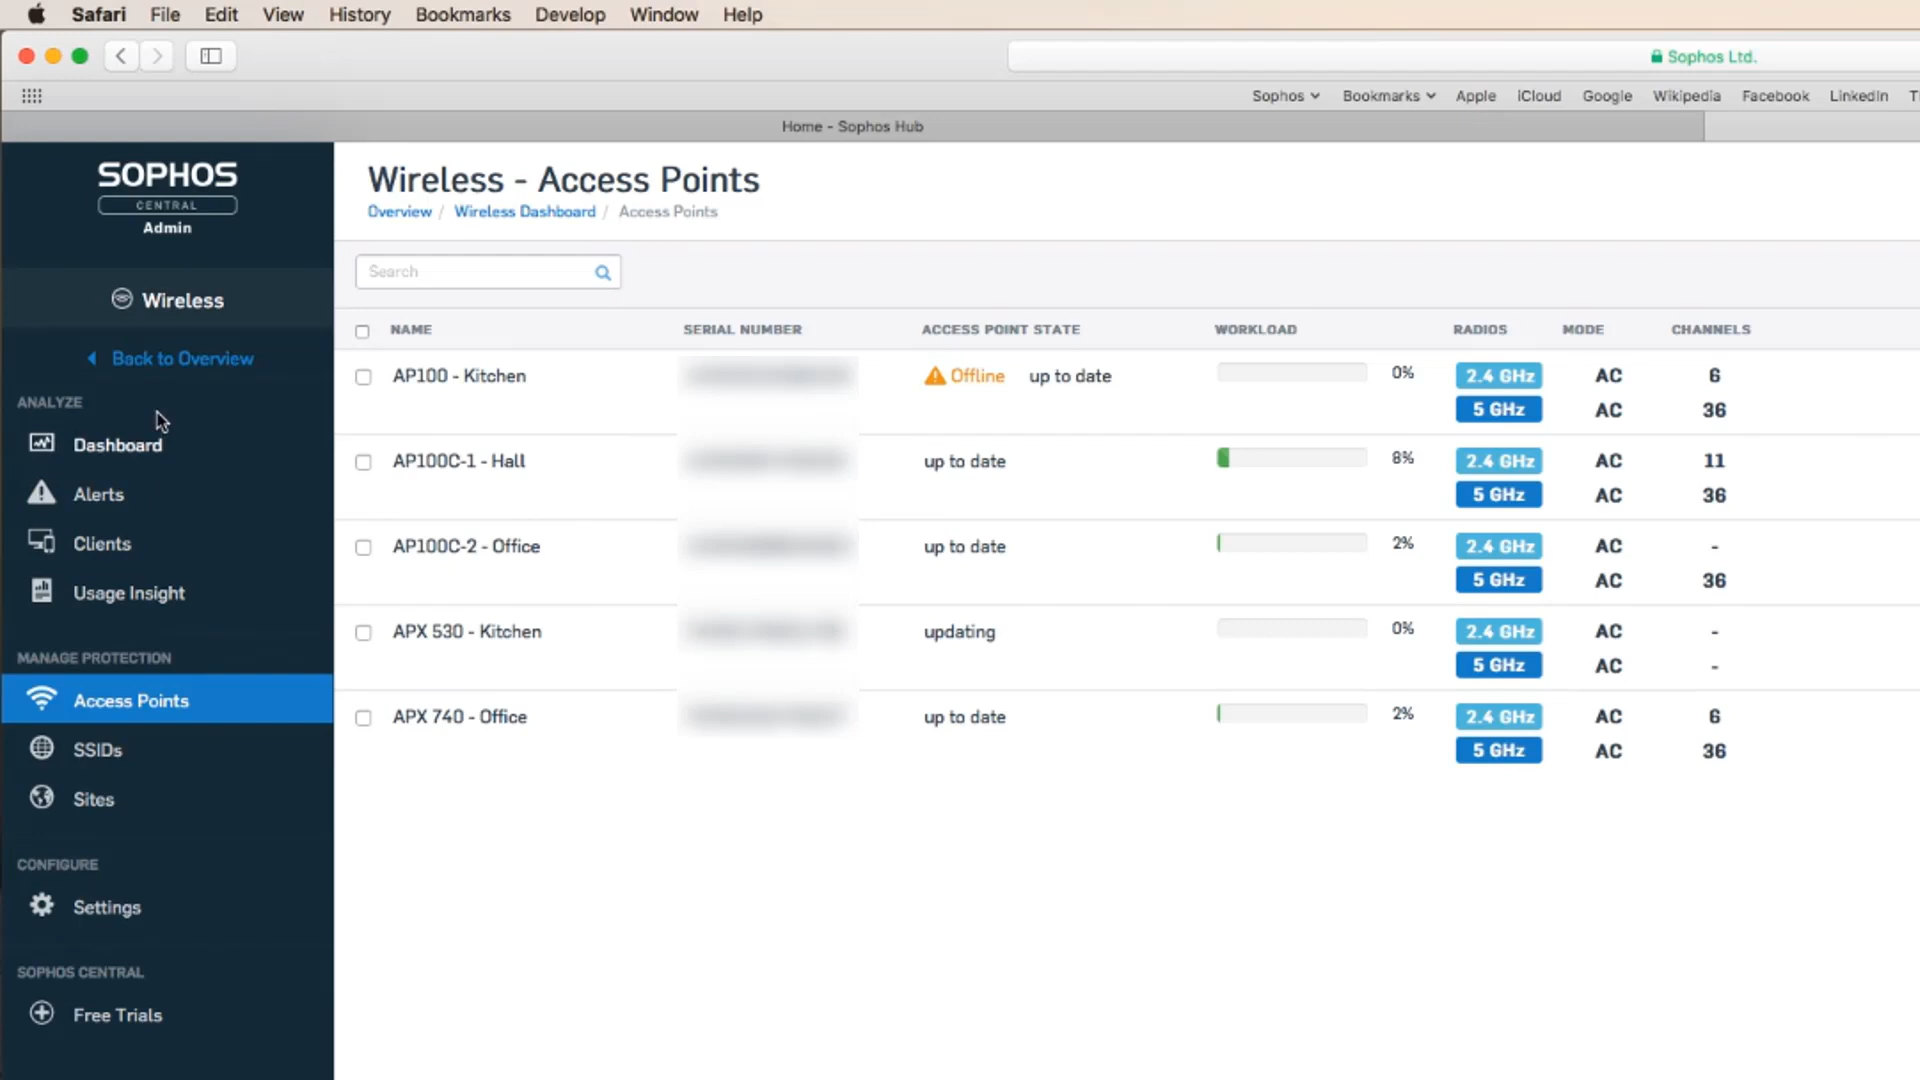 Safari File Edit View History Bookmarks Develop Window Help
Sophos Ltd.
Sophos Bookmarks Apple iCloud Google Wikipedia Facebook LinkedIn T
Home - Sophos Hub
SOPHOS
CENTRAL
Admin
Wireless
Back to Overview
ANALYZE
Dashboard
Alerts
Clients
Usage Insight
MANAGE PROTECTION
Access Points
SSIDs
Sites
CONFIGURE
Settings
SOPHOS CENTRAL
Free Trials
Wireless - Access Points
Overview / Wireless Dashboard / Access Points
Search
NAME SERIAL NUMBER ACCESS POINT STATE WORKLOAD RADIOS MODE CHANNELS
AP100 - Kitchen Offline up to date 0% 2.4 GHz AC 6
5 GHz AC 36
AP100C-1 - Hall up to date 8% 2.4 GHz AC 11
5 GHz AC 36
AP100C-2 - Office up to date 2% 2.4 GHz AC -
5 GHz AC 36
APX 530 - Kitchen updating 0% 2.4 GHz AC -
5 GHz AC -
APX 740 - Office up to date 2% 2.4 GHz AC 6
5 GHz AC 36